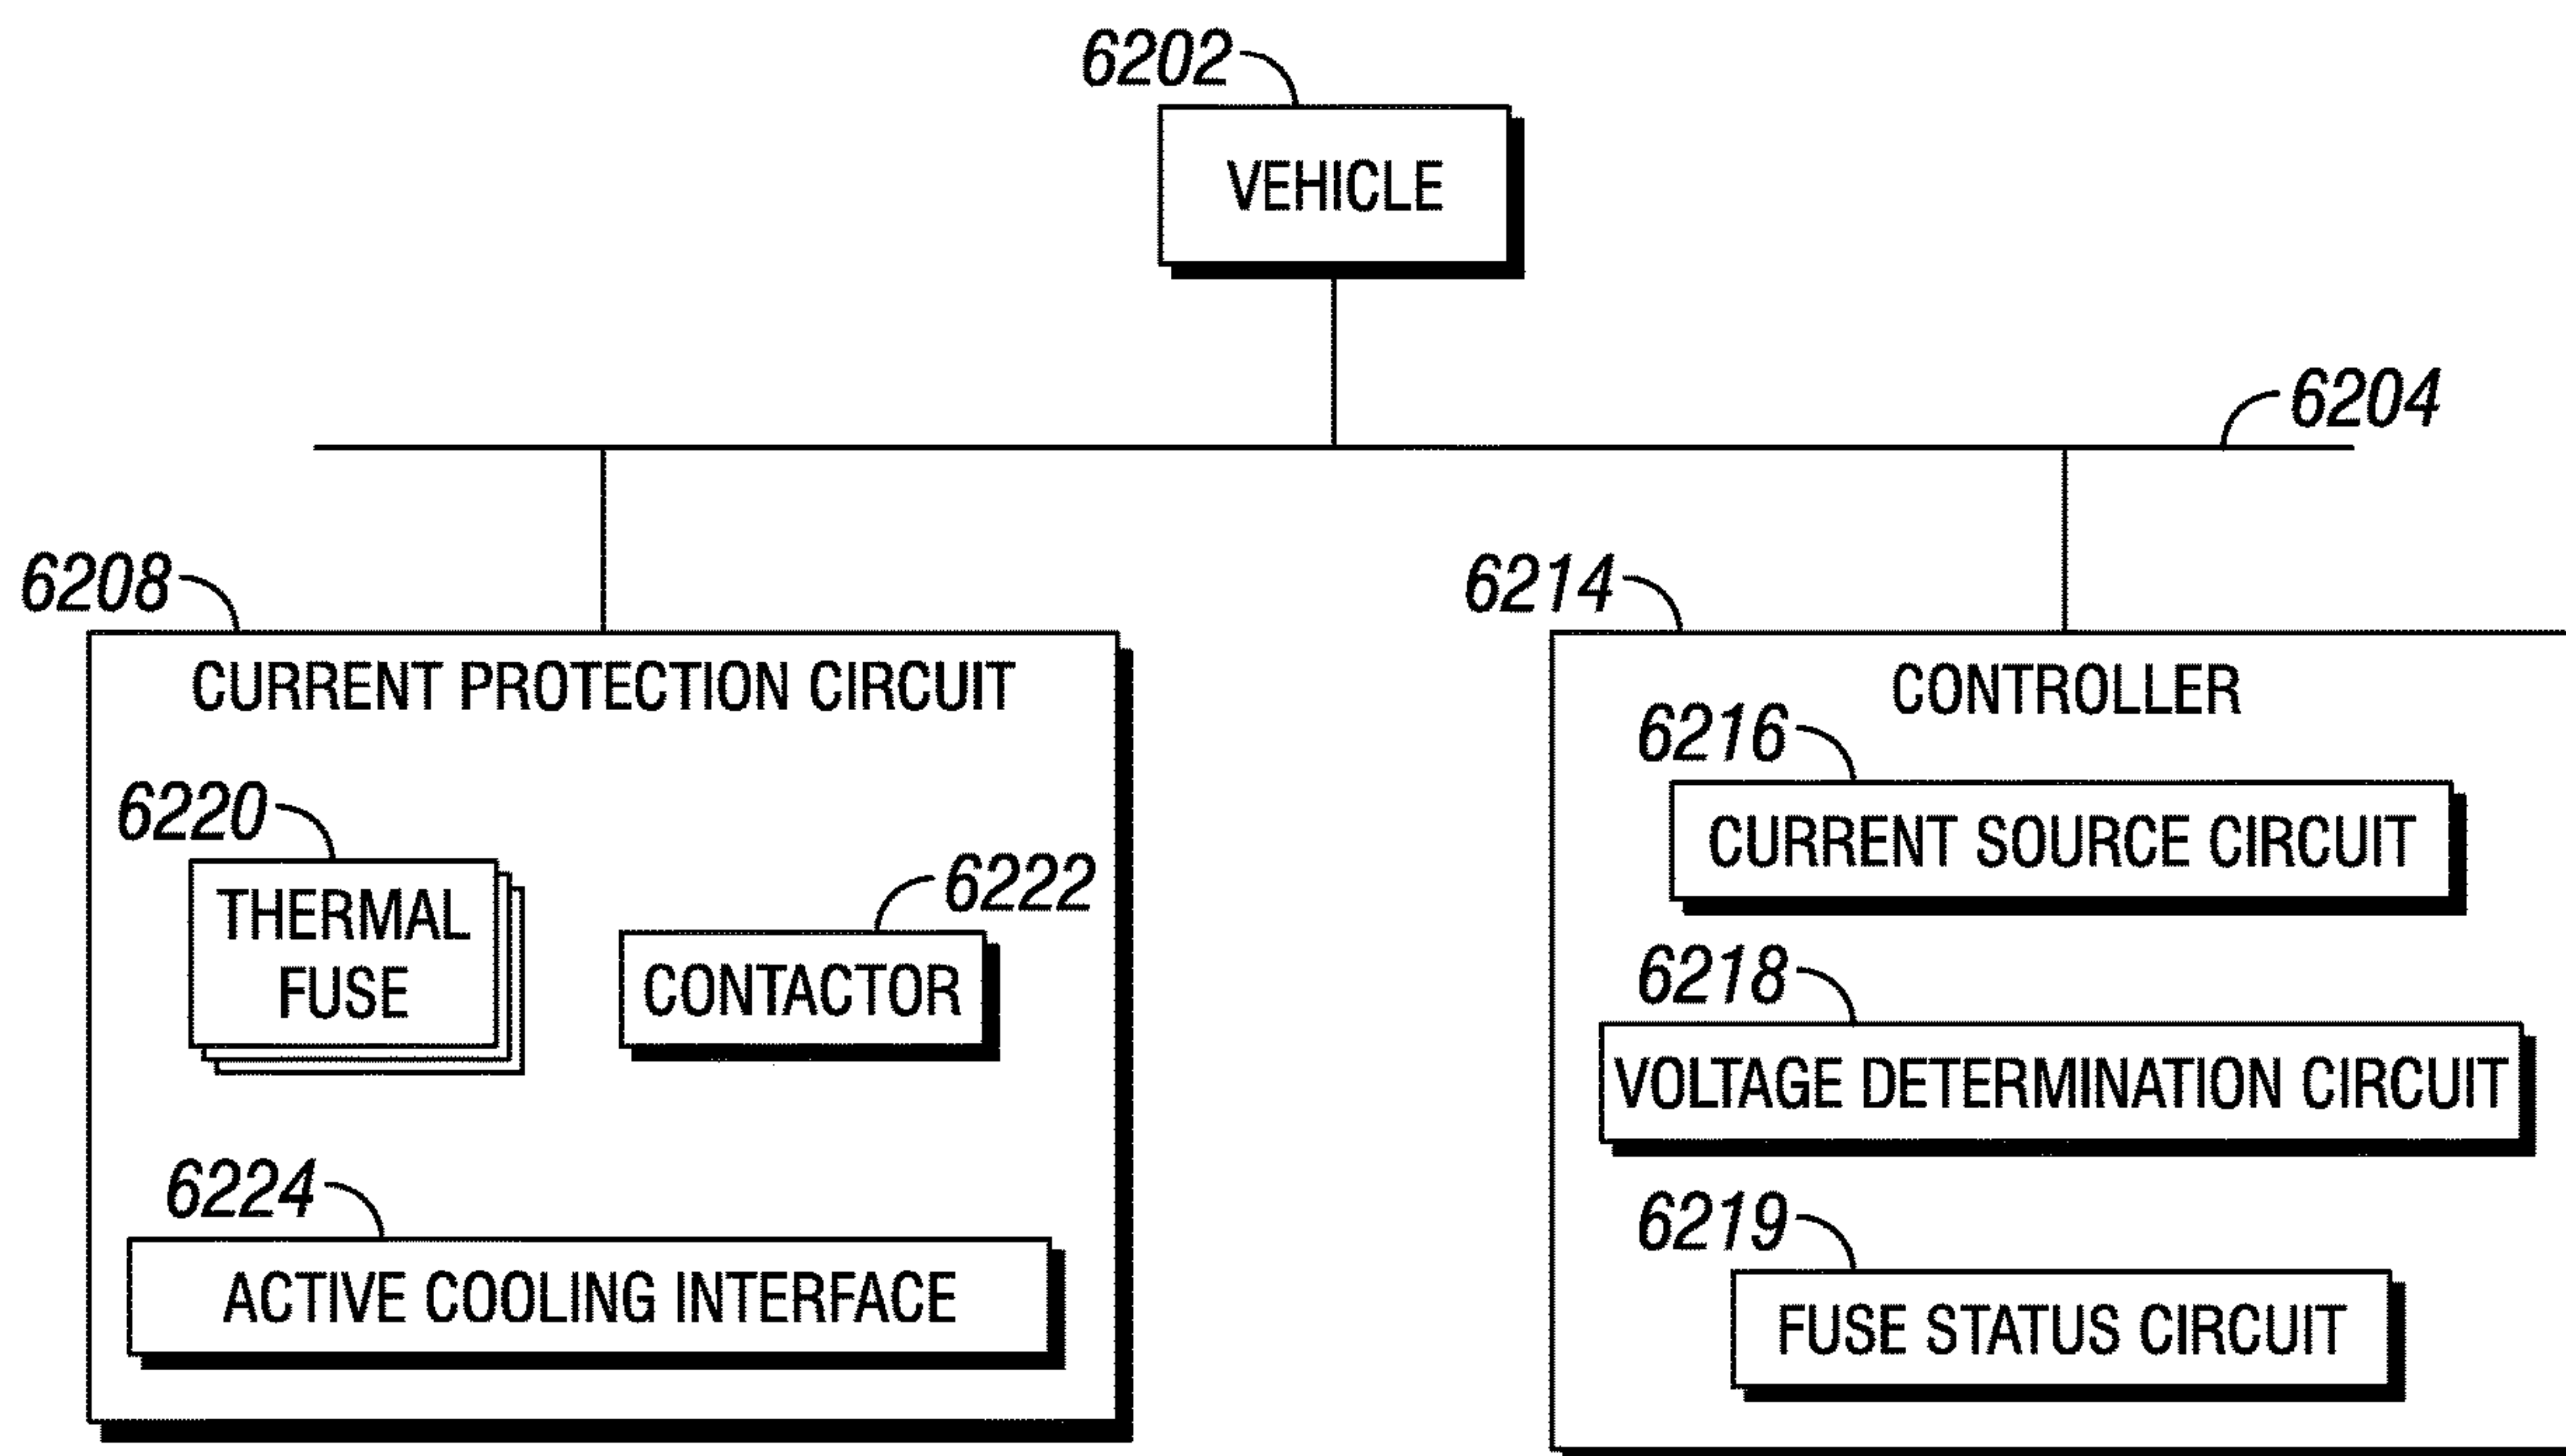 6202
VEHICLE
6204
6208
CURRENT PROTECTION CIRCUIT
6220
THERMAL
FUSE
6222
CONTACTOR
6224
ACTIVE COOLING INTERFACE
6214
CONTROLLER
6216
CURRENT SOURCE CIRCUIT
6218
VOLTAGE DETERMINATION CIRCUIT
6219
FUSE STATUS CIRCUIT